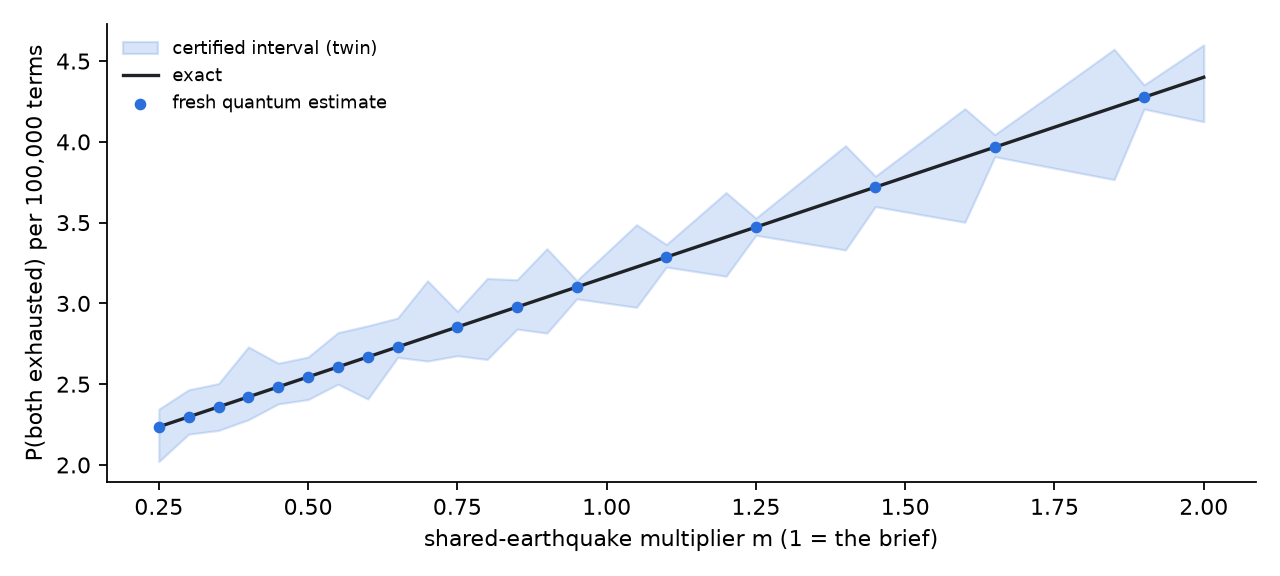 certified interval (twin)
exact
fresh quantum estimate
P(both exhausted) per 100,000 terms
4.5
4.0
3.5
3.0
2.5
2.0
0.25 0.50 0.75 1.00 1.25 1.50 1.75 2.00
shared-earthquake multiplier m (1 = the brief)